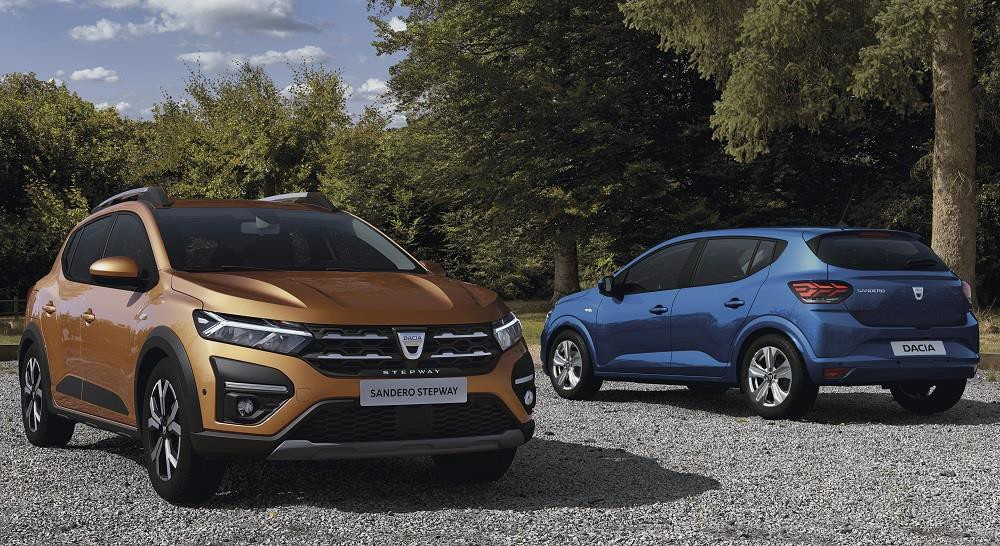 DACIA
STEPWAY
SANDERO STEPWAY
SANDERO
DACIA